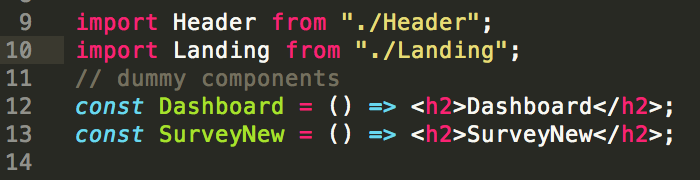 9 import Header from "./Header";
10 import Landing from "./Landing";
11 // dummy components
12 const Dashboard = () => <h2>Dashboard</h2>;
13 const SurveyNew = () => <h2>SurveyNew</h2>;
14